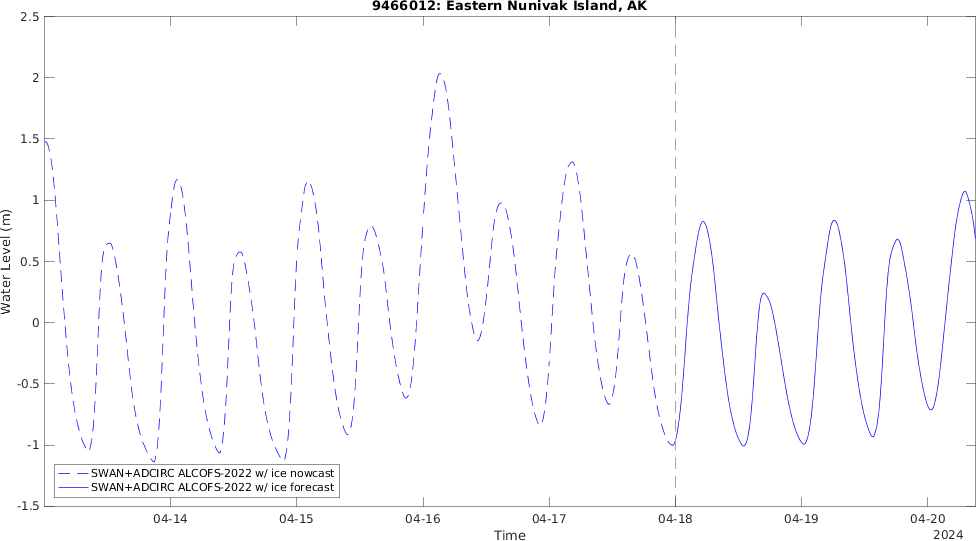 9466012: Eastern Nunivak Island, AK
2.5
2
1.5
1
0.5
0
-0.5
-1
-1.5
Water Level (m)
SWAN+ADCIRC ALCOFS-2022 w/ ice nowcast
SWAN+ADCIRC ALCOFS-2022 w/ ice forecast
04-14 04-15 04-16 04-17 04-18 04-19 04-20
Time
2024